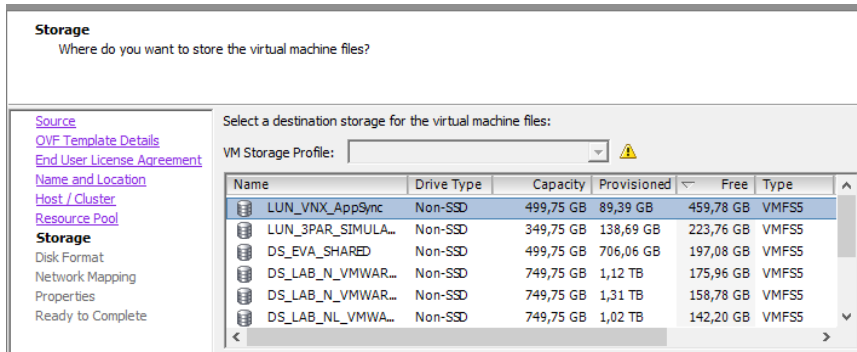 Storage
Where do you want to store the virtual machine files?
Source
OVF Template Details
End User License Agreement
Name and Location
Host / Cluster
Resource Pool
Storage
Disk Format
Network Mapping
Properties
Ready to Complete
Select a destination storage for the virtual machine files:
VM Storage Profile:
Name Drive Type Capacity Provisioned Free Type
LUN_VNX_AppSync Non-SSD 499,75 GB 89,39 GB 459,78 GB VMFS5
LUN_3PAR_SIMULA... Non-SSD 349,75 GB 138,69 GB 223,76 GB VMFS5
DS_EVA_SHARED Non-SSD 499,75 GB 706,06 GB 197,08 GB VMFS5
DS_LAB_N_VMWAR... Non-SSD 749,75 GB 1,12 TB 175,96 GB VMFS5
DS_LAB_N_VMWAR... Non-SSD 749,75 GB 1,31 TB 158,78 GB VMFS5
DS_LAB_NL_VMWA... Non-SSD 749,75 GB 1,02 TB 142,20 GB VMFS5